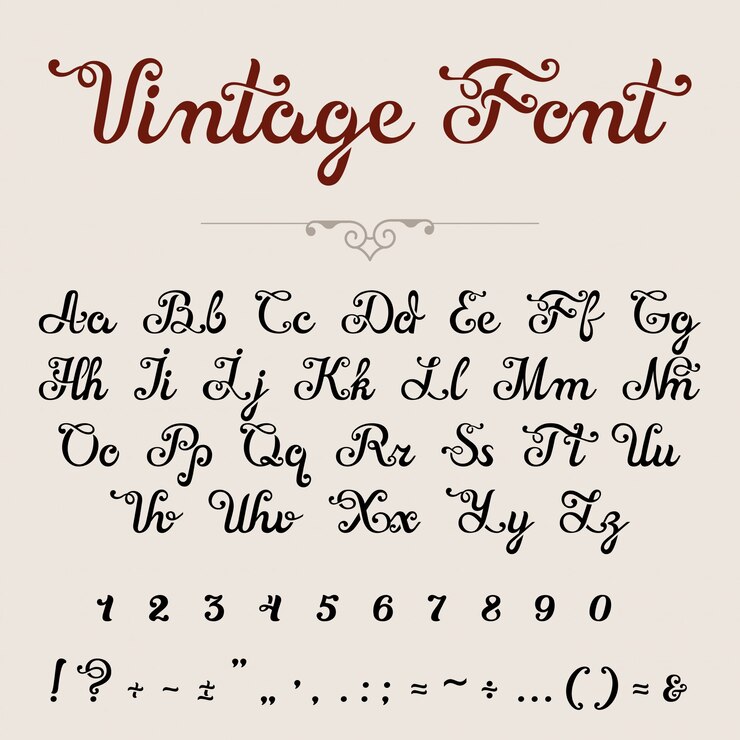 Vintage Font
Aa Bb Cc Dd Ee Ff Gg
Hh Ii Jj Kk Ll Mm Nn
Oo Pp Qq Rr Ss Tt Uu
Vv Ww Xx Yy Zz
1 2 3 4 5 6 7 8 9 0
! ? + - ± ” „ ’ , . : ; ≈ ~ ÷ ... ( ) ≈ &